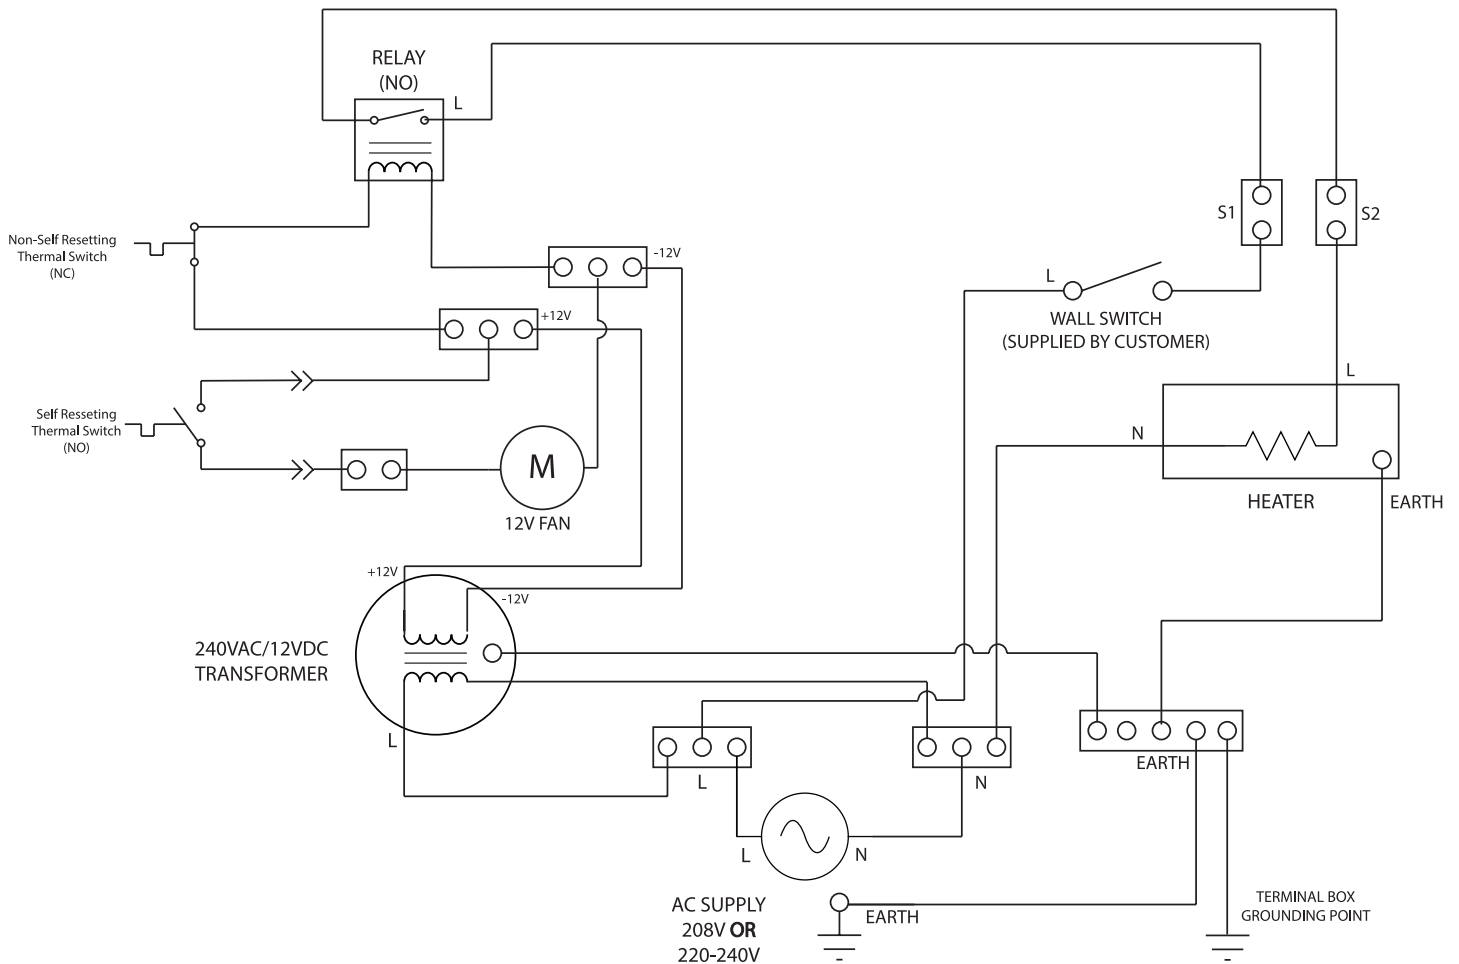 RELAY
(NO)
L
Non-Self Resetting
Thermal Switch
(NC)
-12V
+12V
S1
S2
L
WALL SWITCH
(SUPPLIED BY CUSTOMER)
Self Resseting
Thermal Switch
(NO)
M
12V FAN
L
N
HEATER
EARTH
+12V
-12V
240VAC/12VDC
TRANSFORMER
L
L
N
EARTH
L
N
AC SUPPLY
208V OR
220-240V
EARTH
TERMINAL BOX
GROUNDING POINT